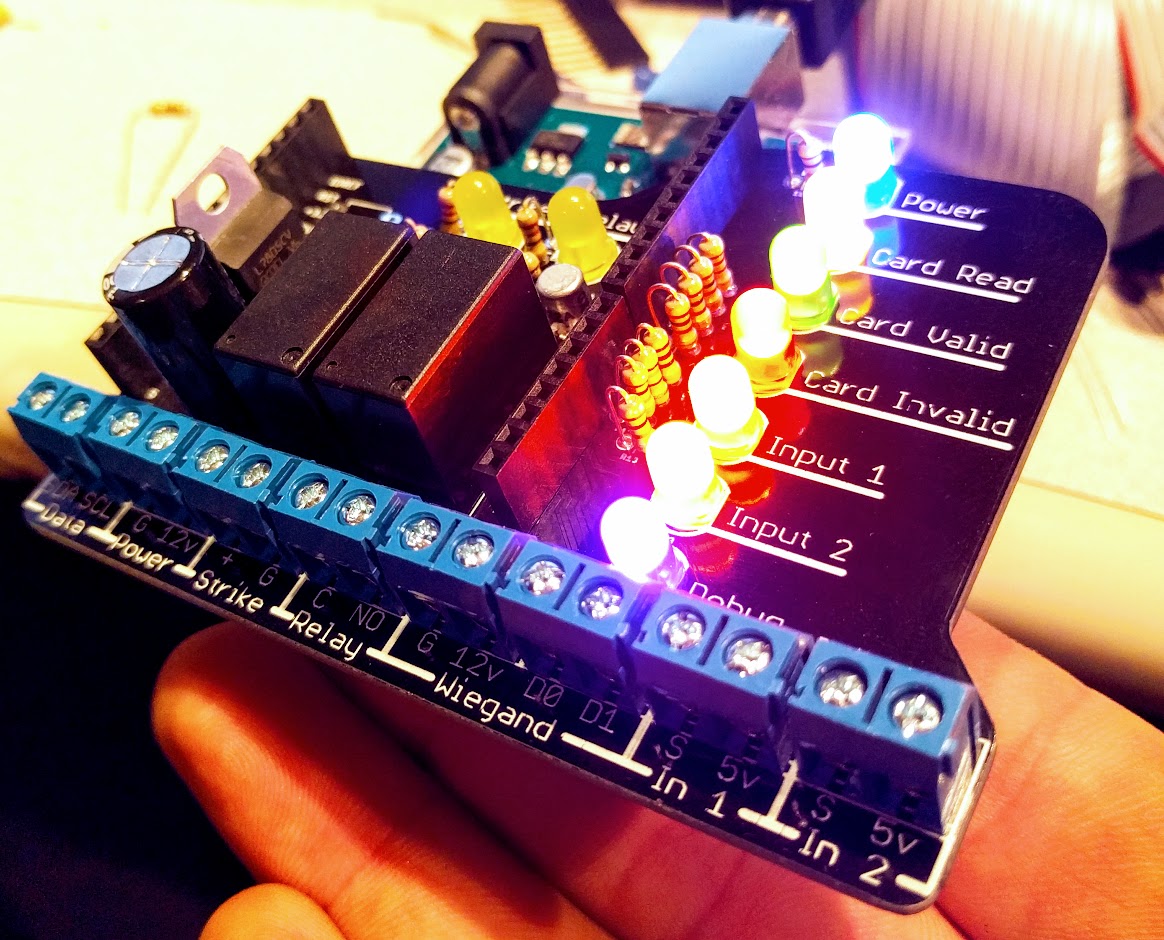 Power
Card Read
Card Valid
Card Invalid
Input 1
Input 2
Debug
L7805CV
SCL G 12v + G C NO G 12v D0 D1 S 5v S 5v
Data Power Strike Relay Wiegand In 1 In 2